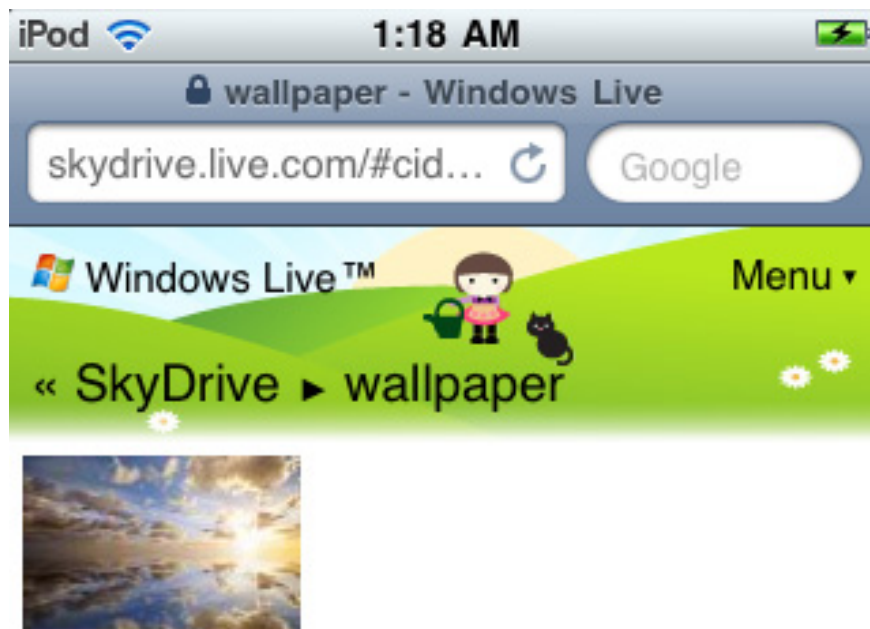 iPod 1:18 AM
wallpaper - Windows Live
skydrive.live.com/#cid... Google
Windows Live™ Menu ▾
« SkyDrive ▸ wallpaper